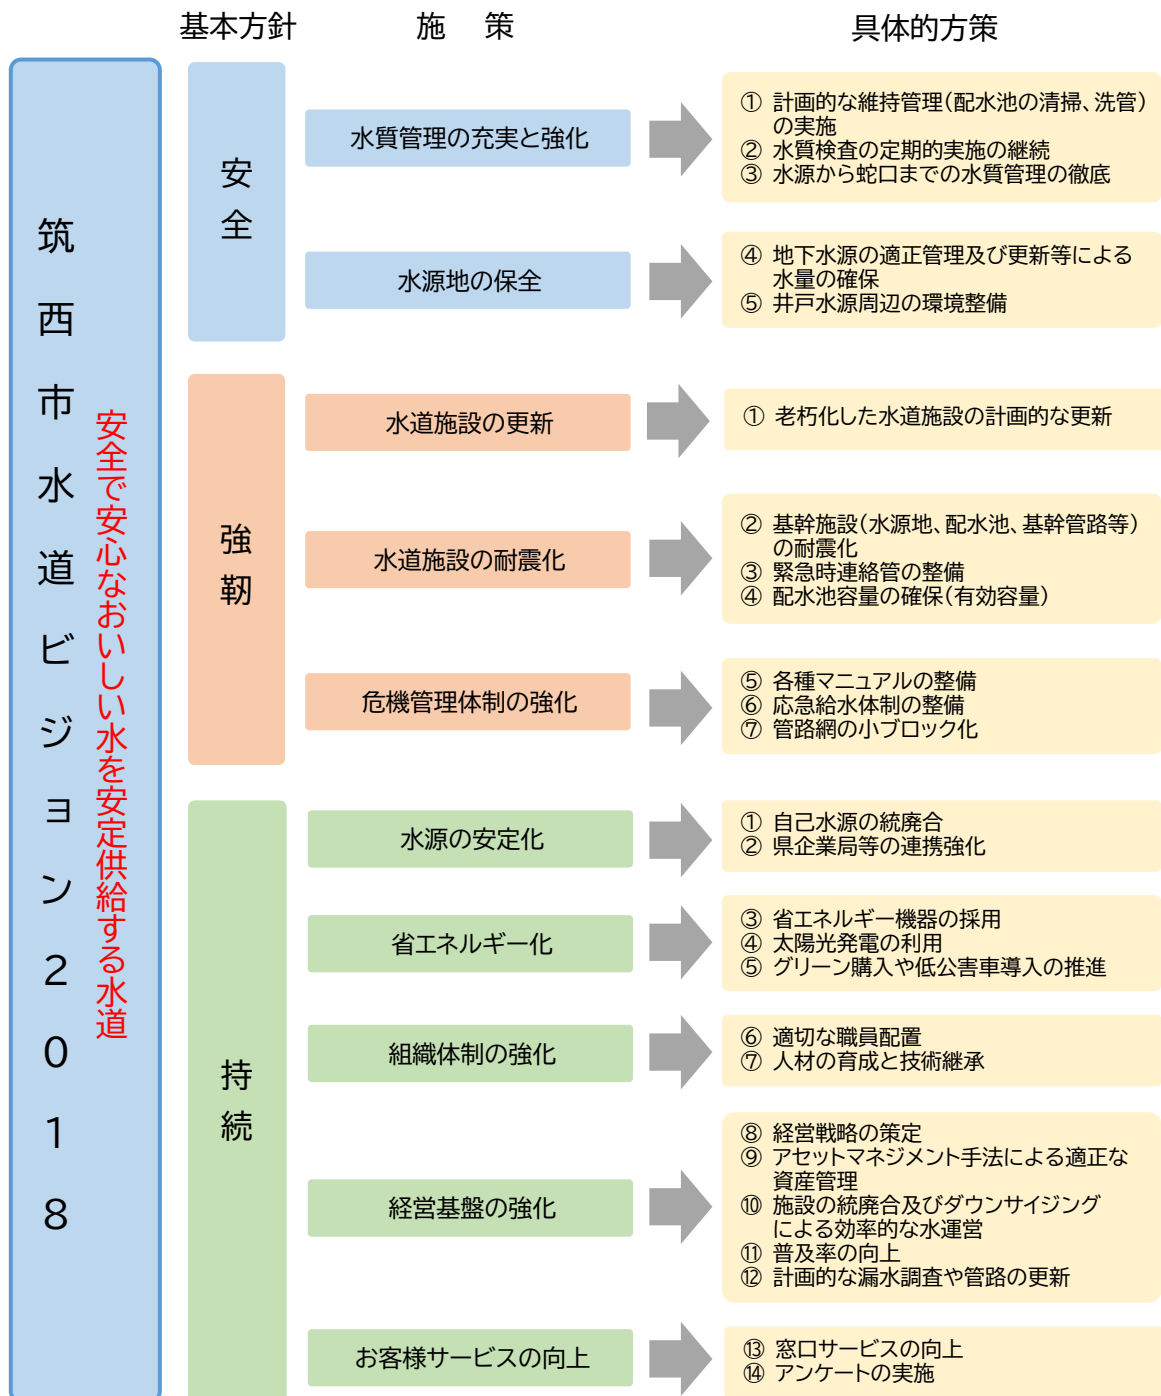 基本方針
施 策
具体的方策
筑西市水道ビジョン2018
安全で安心なおいしい水を安定供給する水道
安全
水質管理の充実と強化
① 計画的な維持管理(配水池の清掃、洗管)
の実施
② 水質検査の定期的実施の継続
③ 水源から蛇口までの水質管理の徹底
水源地の保全
④ 地下水源の適正管理及び更新等による
水量の確保
⑤ 井戸水源周辺の環境整備
強靭
水道施設の更新
① 老朽化した水道施設の計画的な更新
水道施設の耐震化
② 基幹施設(水源地、配水池、基幹管路等)
の耐震化
③ 緊急時連絡管の整備
④ 配水池容量の確保(有効容量)
危機管理体制の強化
⑤ 各種マニュアルの整備
⑥ 応急給水体制の整備
⑦ 管路網の小ブロック化
持続
水源の安定化
① 自己水源の統廃合
② 県企業局等の連携強化
省エネルギー化
③ 省エネルギー機器の採用
④ 太陽光発電の利用
⑤ グリーン購入や低公害車導入の推進
組織体制の強化
⑥ 適切な職員配置
⑦ 人材の育成と技術継承
経営基盤の強化
⑧ 経営戦略の策定
⑨ アセットマネジメント手法による適正な
資産管理
⑩ 施設の統廃合及びダウンサイジング
による効率的な水運営
⑪ 普及率の向上
⑫ 計画的な漏水調査や管路の更新
お客様サービスの向上
⑬ 窓口サービスの向上
⑭ アンケートの実施